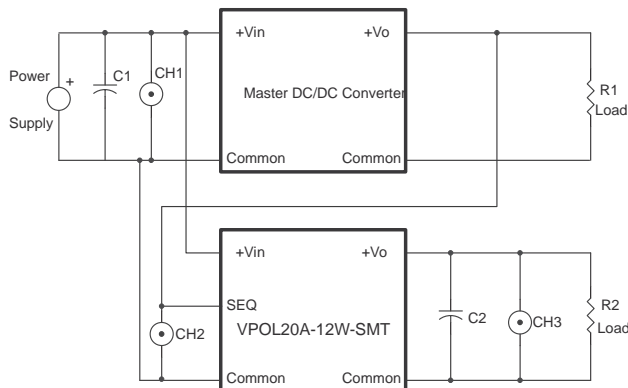 +Vin
+Vo
Power
+
C1
CH1
Master DC/DC Converter
R1
Load
Supply
Common
Common
+Vin
+Vo
SEQ
CH2
VPOL20A-12W-SMT
C2
CH3
R2
Load
Common
Common